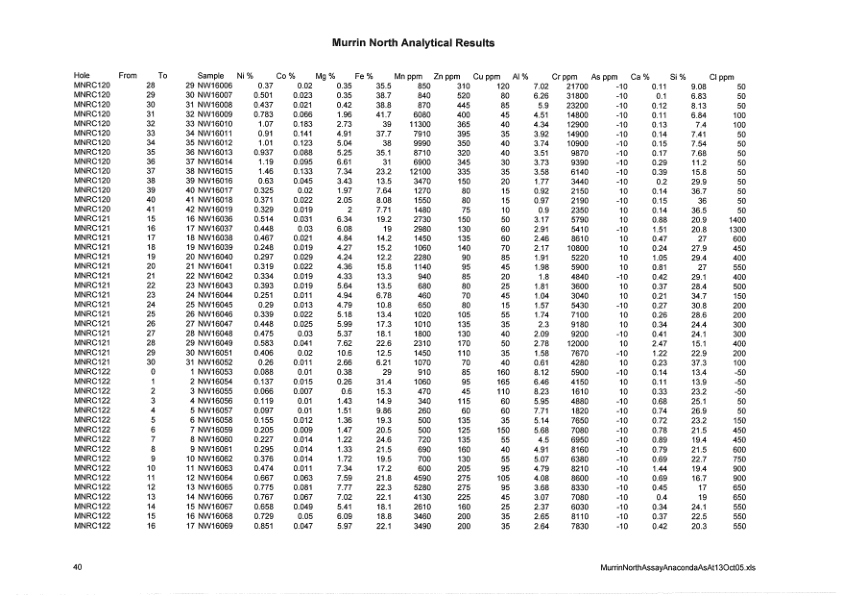 Murrin North Analytical Results
Hole From To Sample Ni % Co % Mg % Fe % Mn ppm Zn ppm Cu ppm Al % Cr ppm As ppm Ca % Si % Cl ppm
MNRC120 28 29 NW16006 0.37 0.02 0.35 35.5 850 310 120 7.02 21700 -10 0.11 9.08 50
MNRC120 29 30 NW16007 0.501 0.023 0.35 38.7 840 520 80 6.26 31800 -10 0.1 6.83 50
MNRC120 30 31 NW16008 0.437 0.021 0.42 38.8 870 445 85 5.9 23200 -10 0.12 8.13 50
MNRC120 31 32 NW16009 0.783 0.066 1.96 41.7 6080 400 45 4.51 14800 -10 0.11 6.84 100
MNRC120 32 33 NW16010 1.07 0.183 2.73 39 11300 365 40 4.34 12900 -10 0.13 7.4 100
MNRC120 33 34 NW16011 0.91 0.141 4.91 37.7 7910 395 35 3.92 14900 -10 0.14 7.41 50
MNRC120 34 35 NW16012 1.01 0.123 5.04 38 9990 350 40 3.74 10900 -10 0.15 7.54 50
MNRC120 35 36 NW16013 0.937 0.088 5.25 35.1 8710 320 40 3.51 9870 -10 0.17 7.68 50
MNRC120 36 37 NW16014 1.19 0.095 6.61 31 6900 345 30 3.73 9390 -10 0.29 11.2 50
MNRC120 37 38 NW16015 1.46 0.133 7.34 23.2 12100 335 35 3.58 6140 -10 0.39 15.8 50
MNRC120 38 39 NW16016 0.63 0.045 3.43 13.5 3470 150 20 1.77 3440 -10 0.2 29.9 50
MNRC120 39 40 NW16017 0.325 0.02 1.97 7.64 1270 80 15 0.92 2150 10 0.14 36.7 50
MNRC120 40 41 NW16018 0.371 0.022 2.05 8.08 1550 80 15 0.97 2190 -10 0.15 36 50
MNRC120 41 42 NW16019 0.329 0.019 2 7.71 1480 75 10 0.9 2350 10 0.14 36.5 50
MNRC121 15 16 NW16036 0.514 0.031 6.34 19.2 2730 150 50 3.17 5790 10 0.88 20.9 1400
MNRC121 16 17 NW16037 0.448 0.03 6.08 19 2980 130 60 2.91 5410 -10 1.51 20.8 1300
MNRC121 17 18 NW16038 0.467 0.021 4.84 14.2 1450 135 60 2.46 8610 10 0.47 27 600
MNRC121 18 19 NW16039 0.248 0.019 4.27 15.2 1060 140 70 2.17 10800 10 0.24 27.9 450
MNRC121 19 20 NW16040 0.297 0.029 4.24 12.2 2280 90 85 1.91 5220 10 1.05 29.4 400
MNRC121 20 21 NW16041 0.319 0.022 4.36 15.8 1140 95 45 1.98 5900 10 0.81 27 550
MNRC121 21 22 NW16042 0.334 0.019 4.33 13.3 940 85 20 1.8 4840 -10 0.42 29.1 400
MNRC121 22 23 NW16043 0.393 0.019 5.64 13.5 680 80 25 1.81 3600 10 0.37 28.4 500
MNRC121 23 24 NW16044 0.251 0.011 4.94 6.78 460 70 45 1.04 3040 10 0.21 34.7 150
MNRC121 24 25 NW16045 0.29 0.013 4.79 10.8 650 80 15 1.57 5430 -10 0.27 30.8 200
MNRC121 25 26 NW16046 0.339 0.022 5.18 13.4 1020 105 55 1.74 7100 10 0.26 28.6 200
MNRC121 26 27 NW16047 0.448 0.025 5.99 17.3 1010 135 35 2.3 9180 10 0.34 24.4 300
MNRC121 27 28 NW16048 0.475 0.03 5.37 18.1 1800 130 40 2.09 9200 -10 0.41 24.1 300
MNRC121 28 29 NW16049 0.583 0.041 7.62 22.6 2310 170 50 2.78 12000 10 2.47 15.1 400
MNRC121 29 30 NW16051 0.406 0.02 10.6 12.5 1450 110 35 1.58 7670 -10 1.22 22.9 200
MNRC121 30 31 NW16052 0.26 0.011 2.66 6.21 1070 70 40 0.61 4280 10 0.23 37.3 100
MNRC122 0 1 NW16053 0.088 0.01 0.38 29 910 85 160 8.12 5900 -10 0.14 13.4 -50
MNRC122 1 2 NW16054 0.137 0.015 0.26 31.4 1060 95 165 6.46 4150 10 0.11 13.9 -50
MNRC122 2 3 NW16055 0.066 0.007 0.6 15.3 470 45 110 8.23 1610 10 0.33 23.2 -50
MNRC122 3 4 NW16056 0.119 0.01 1.43 14.9 340 115 60 5.95 4880 -10 0.68 25.1 50
MNRC122 4 5 NW16057 0.097 0.01 1.51 9.86 260 60 60 7.71 1820 -10 0.74 26.9 50
MNRC122 5 6 NW16058 0.155 0.012 1.36 19.3 500 135 35 5.14 7650 -10 0.72 23.2 150
MNRC122 6 7 NW16059 0.205 0.009 1.47 20.5 500 125 150 5.68 7080 -10 0.78 21.5 450
MNRC122 7 8 NW16060 0.227 0.014 1.22 24.6 720 135 55 4.5 6950 -10 0.89 19.4 450
MNRC122 8 9 NW16061 0.295 0.014 1.33 21.5 690 160 40 4.91 8160 -10 0.79 21.5 600
MNRC122 9 10 NW16062 0.376 0.014 1.72 19.5 700 130 55 5.07 6380 -10 0.69 22.7 750
MNRC122 10 11 NW16063 0.474 0.011 7.34 17.2 600 205 95 4.79 8210 -10 1.44 19.4 900
MNRC122 11 12 NW16064 0.667 0.063 7.59 21.8 4590 275 105 4.08 8600 -10 0.69 16.7 900
MNRC122 12 13 NW16065 0.775 0.081 7.77 22.3 5280 275 95 3.68 8330 -10 0.45 17 650
MNRC122 13 14 NW16066 0.767 0.067 7.02 22.1 4130 225 45 3.07 7080 -10 0.4 19 650
MNRC122 14 15 NW16067 0.658 0.049 5.41 18.1 2610 160 25 2.37 6030 -10 0.34 24.1 550
MNRC122 15 16 NW16068 0.729 0.05 6.09 18.8 3460 200 35 2.65 8110 -10 0.37 22.5 550
MNRC122 16 17 NW16069 0.851 0.047 5.97 22.1 3490 200 35 2.64 7830 -10 0.42 20.3 550
40 MurrinNorthAssayAnacondaAsAt13Oct05.xls